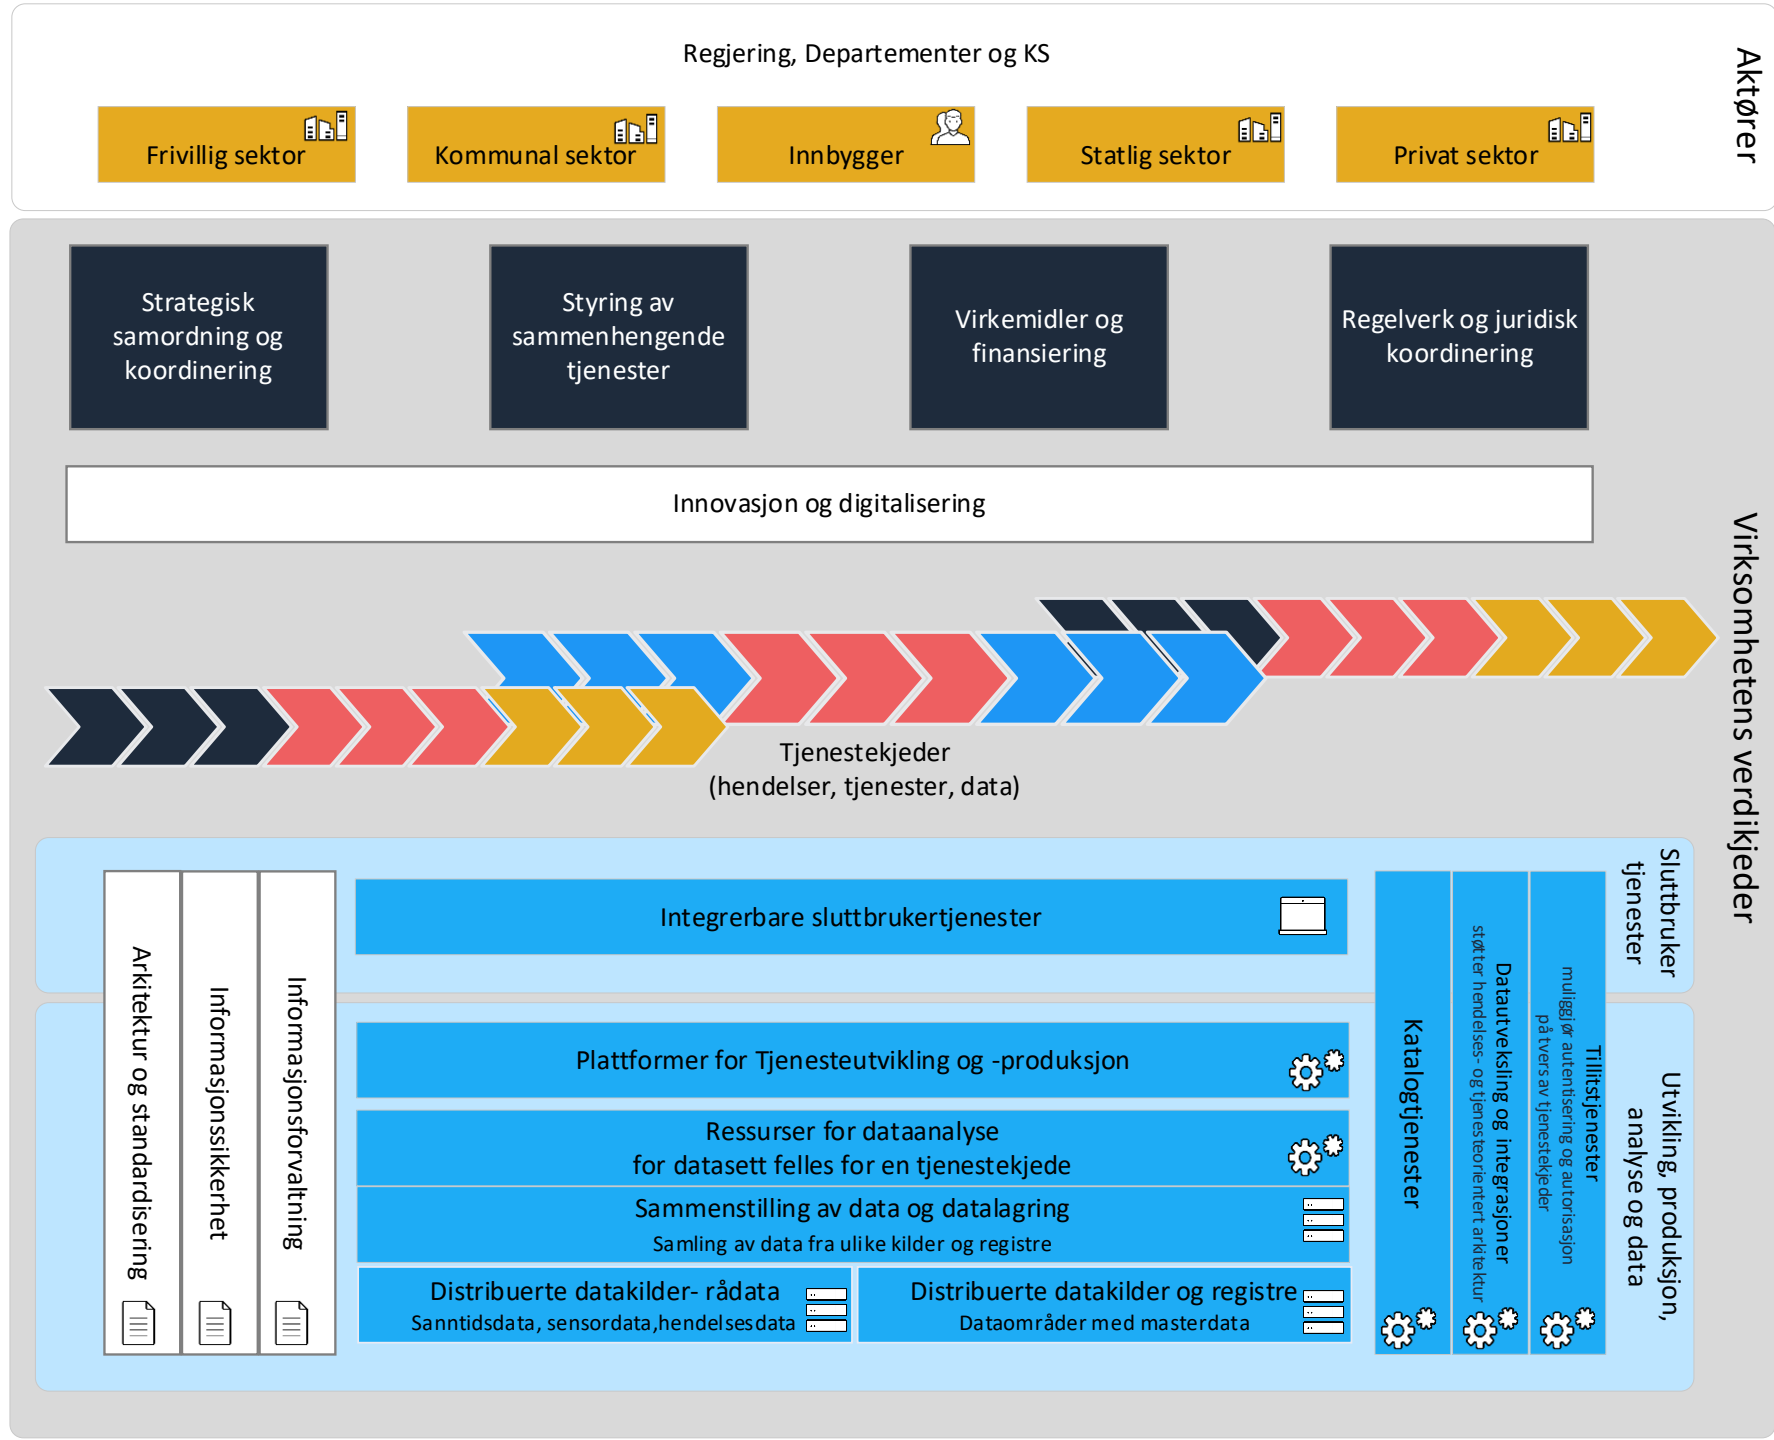 Regjering, Departementer og KS
Aktører
Frivillig sektor
Kommunal sektor
Innbygger
Statlig sektor
Privat sektor
Strategisk
samordning og
koordinering
Styring av
sammenhengende
tjenester
Virkemidler og
finansiering
Regelverk og juridisk
koordinering
Innovasjon og digitalisering
Virksomhetens verdikjeder
Tjenestekjeder
(hendelser, tjenester, data)
Sluttbruker
tjenester
Arkitektur og standardisering
Informasjonssikkerhet
Informasjonsforvaltning
Integrerbare sluttbrukertjenester
Plattformer for Tjenesteutvikling og -produksjon
Ressurser for dataanalyse
for datasett felles for en tjenestekjede
Sammenstilling av data og datalagring
Samling av data fra ulike kilder og registre
Distribuerte datakilder- rådata
Sanntidsdata, sensordata,hendelsesdata
Distribuerte datakilder og registre
Dataområder med masterdata
Katalogtjenester
Datautveksling og integrasjoner
støtter hendelses- og tjenesteorientert arkitektur
Tillitstjenester
muliggjør autentisering og autorisasjon
på tvers av tjenestekjeder
Utvikling, produksjon,
analyse og data